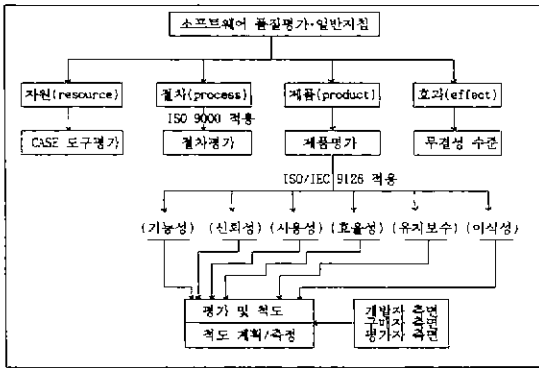 소프트웨어 품질평가·일반지침
자원(resource) 절차(process) 제품(product) 효과(effect)
ISO 9000 적용
CASE 도구평가 절차평가 제품평가 무결성 수준
ISO/IEC 9126 적용
(기능성) (신뢰성) (사용성) (효율성) (유지보수) (이식성)
평가 및 척도
척도 계획/측정
개발자 측면
구매자 측면
평가자 측면